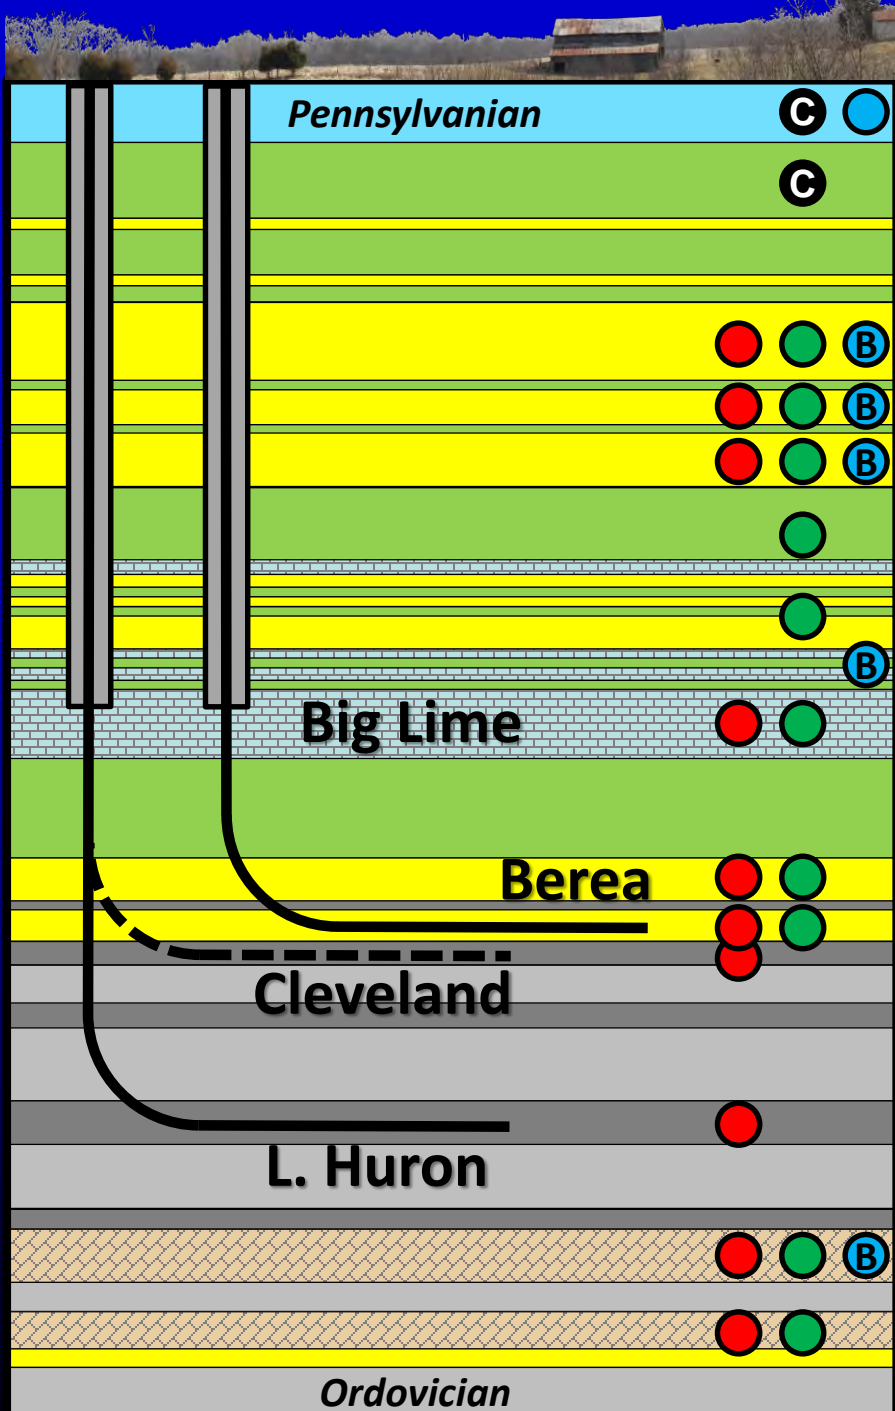 Pennsylvanian C
C
B
B
B
B
Big Lime
Berea
Cleveland
L. Huron
B
Ordovician